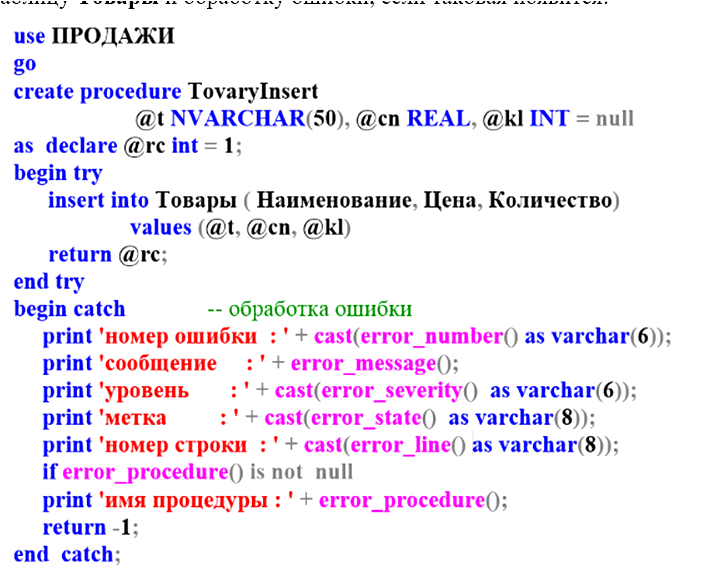 Товары и обработку ошибки, если таковая появится.
use ПРОДАЖИ
go
create procedure TovaryInsert
@t NVARCHAR(50), @cn REAL, @kl INT = null
as declare @rc int = 1;
begin try
insert into Товары ( Наименование, Цена, Количество)
values (@t, @cn, @kl)
return @rc;
end try
begin catch -- обработка ошибки
print 'номер ошибки : ' + cast(error_number() as varchar(6));
print 'сообщение : ' + error_message();
print 'уровень : ' + cast(error_severity() as varchar(6));
print 'метка : ' + cast(error_state() as varchar(8));
print 'номер строки : ' + cast(error_line() as varchar(8));
if error_procedure() is not null
print 'имя процедуры : ' + error_procedure();
return -1;
end catch;